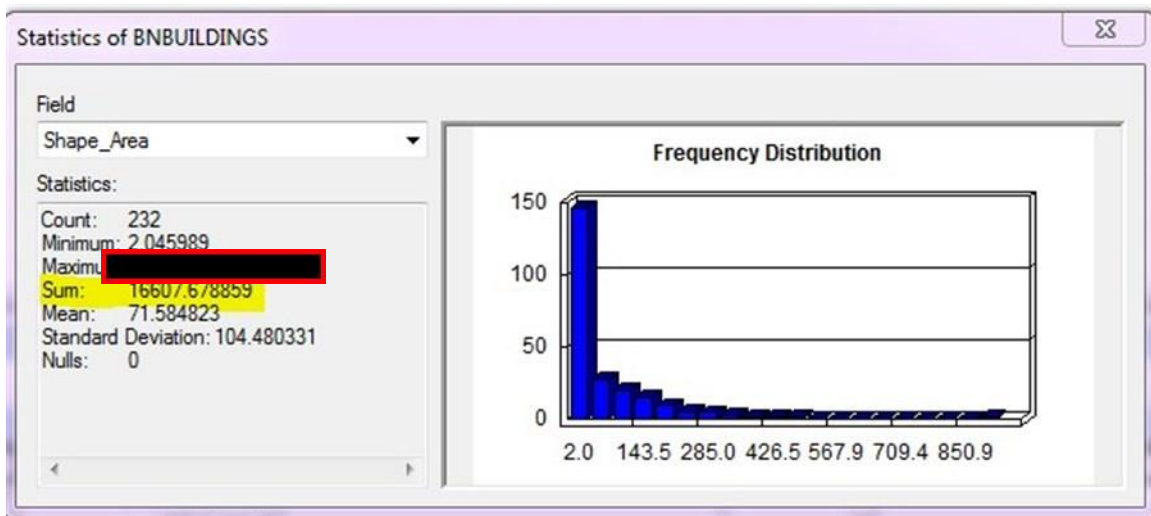 Statistics of BNBUILDINGS
Field
Shape_Area
Statistics:
Count: 232
Minimum: 2.045989
Sum: 16607.678859
Mean: 71.584823
Standard Deviation: 104.480331
Nulls: 0
Frequency Distribution
150
100
50
0
2.0 143.5 285.0 426.5 567.9 709.4 850.9